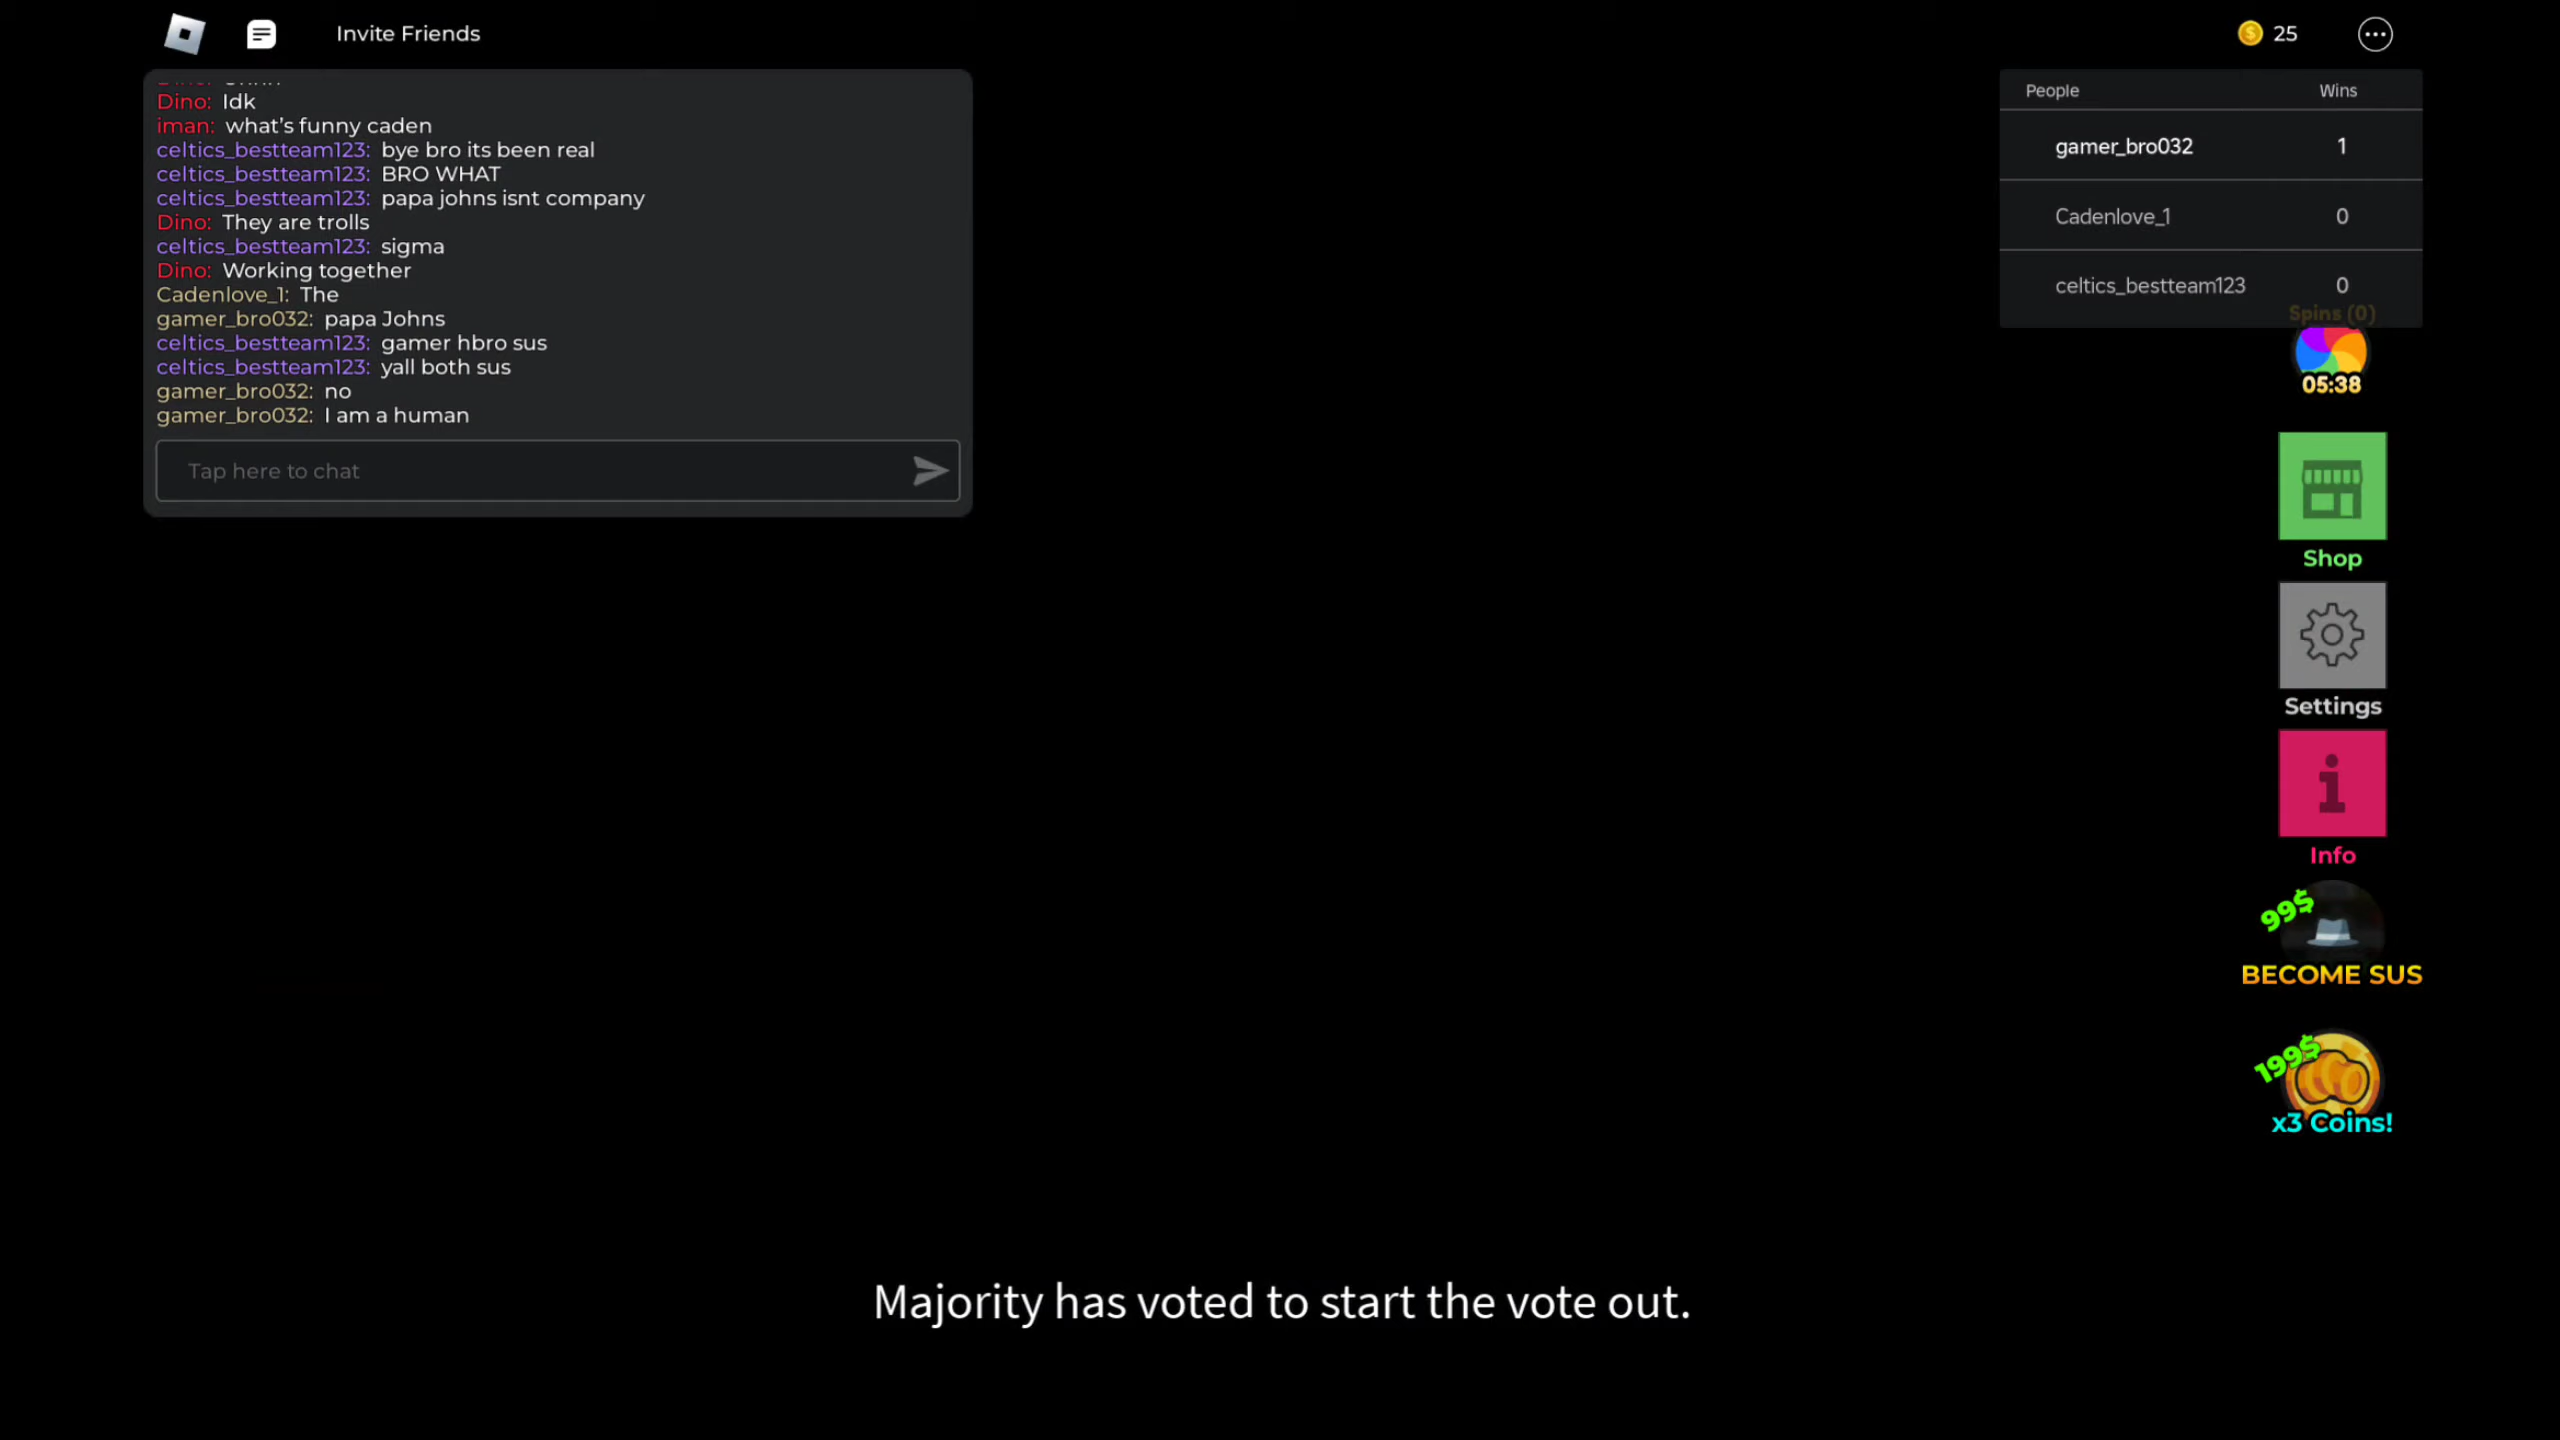 Invite Friends
25
Dino: Idk
iman: what's funny caden
celtics_bestteam123: bye bro its been real
celtics_bestteam123: BRO WHAT
celtics_bestteam123: papa johns isnt company
Dino: They are trolls
celtics_bestteam123: sigma
Dino: Working together
Cadenlove_1: The
gamer_bro032: papa Johns
celtics_bestteam123: gamer hbro sus
celtics_bestteam123: yall both sus
gamer_bro032: no
gamer_bro032: I am a human
Tap here to chat
People Wins
gamer_bro032 1
Cadenlove_1 0
celtics_bestteam123 0
Spins (0)
05:38
Shop
Settings
Info
99$
BECOME SUS
199$
x3 Coins!
Majority has voted to start the vote out.